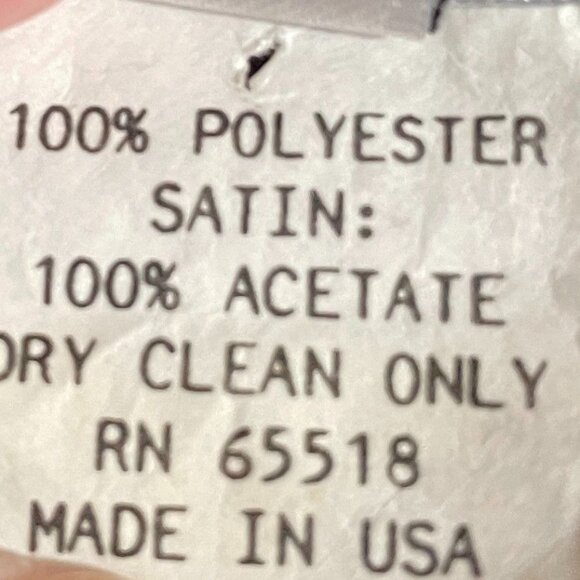 100% POLYESTER
SATIN:
100% ACETATE
DRY CLEAN ONLY
RN 65518
MADE IN USA